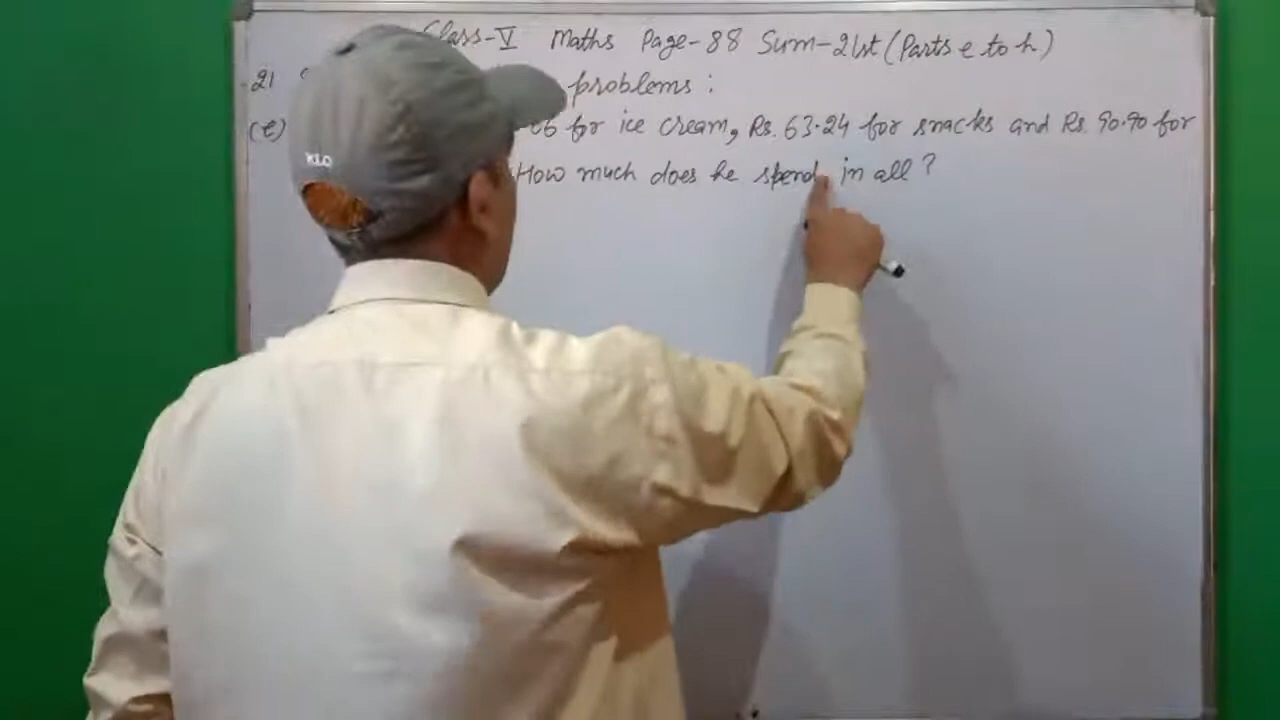 Class-V Maths Page-88 Sum-21st (Parts e to h)
21 problems :
(e) for ice cream, Rs. 63.24 for snacks and Rs. 90.90 for
How much does he spend in all ?